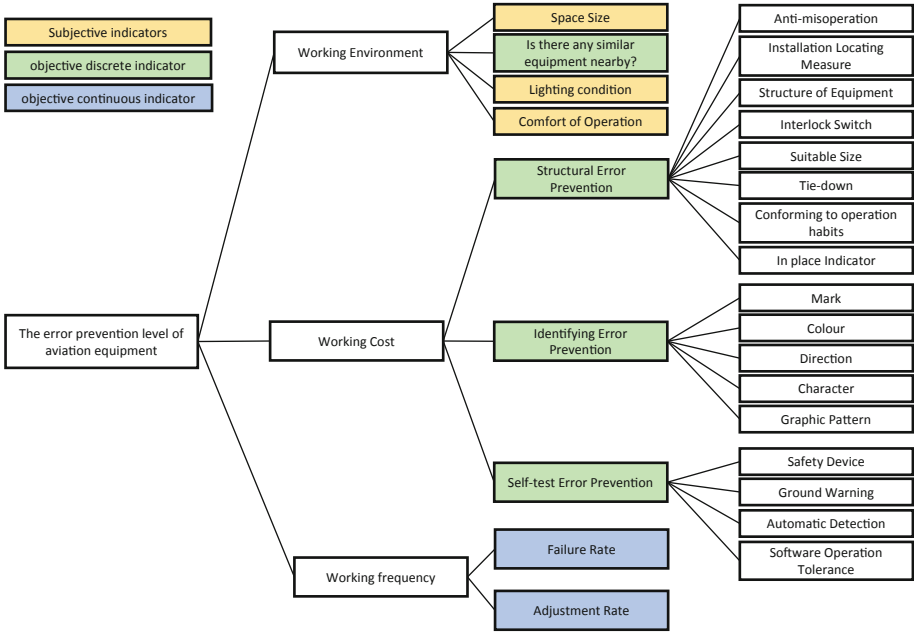 Subjective indicators
objective discrete indicator
objective continuous indicator
The error prevention level of
aviation equipment
Working Environment
Working Cost
Working frequency
Space Size
Is there any similar
equipment nearby?
Lighting condition
Comfort of Operation
Structural Error
Prevention
Identifying Error
Prevention
Self-test Error Prevention
Failure Rate
Adjustment Rate
Anti-misoperation
Installation Locating
Measure
Structure of Equipment
Interlock Switch
Suitable Size
Tie-down
Conforming to operation
habits
In place Indicator
Mark
Colour
Direction
Character
Graphic Pattern
Safety Device
Ground Warning
Automatic Detection
Software Operation
Tolerance